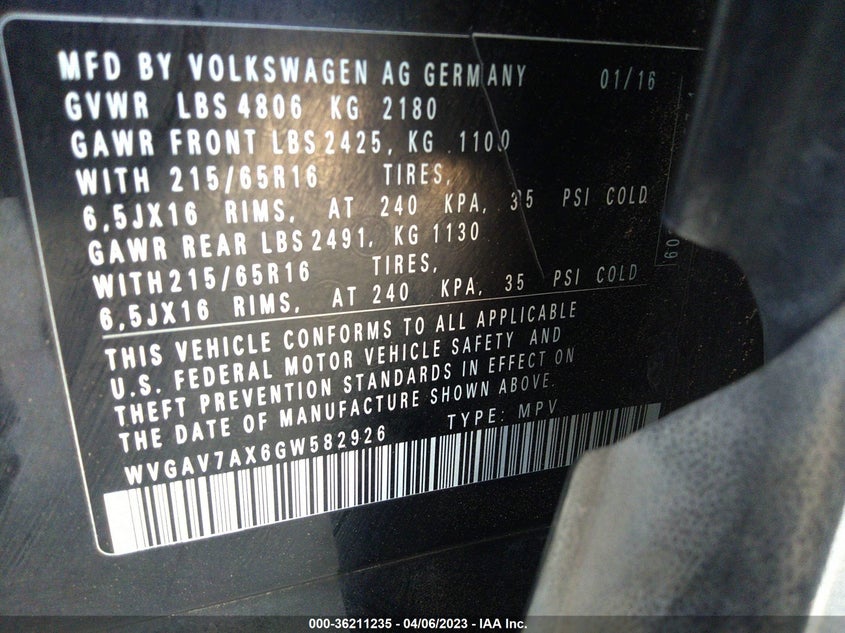 MFD BY VOLKSWAGEN AG GERMANY 01/16
GVWR LBS 4806 KG 2180
GAWR FRONT LBS 2425, KG 1100
WITH 215/65R16 TIRES,
6,5JX16 RIMS, AT 240 KPA, 35 PSI COLD
GAWR REAR LBS 2491, KG 1130
WITH 215/65R16 TIRES,
6,5JX16 RIMS, AT 240 KPA, 35 PSI COLD
THIS VEHICLE CONFORMS TO ALL APPLICABLE
U.S. FEDERAL MOTOR VEHICLE SAFETY AND
THEFT PREVENTION STANDARDS IN EFFECT ON
THE DATE OF MANUFACTURE SHOWN ABOVE.
WVGAV7AX6GW582926 TYPE: MPV
000-36211235 - 04/06/2023 - IAA Inc.